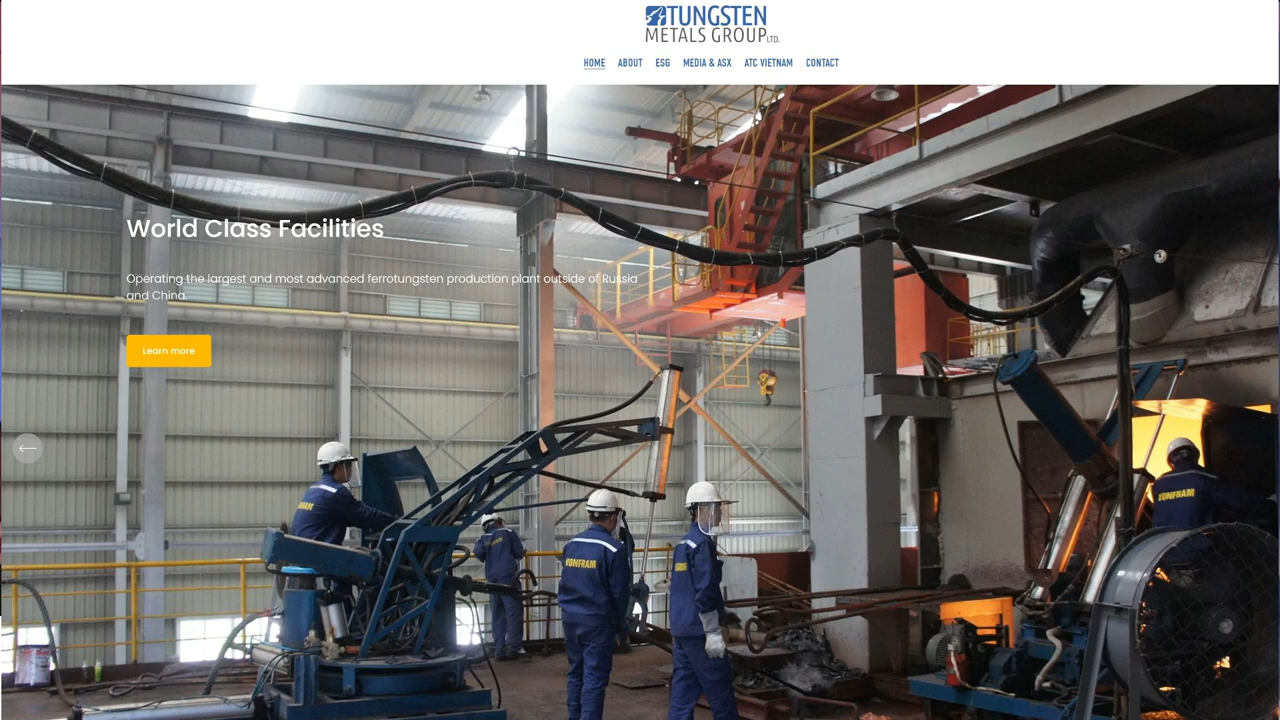 TUNGSTEN
METALS GROUP LTD.
HOME ABOUT ESG MEDIA & ASX ATC VIETNAM CONTACT
World Class Facilities
Operating the largest and most advanced ferrotungsten production plant outside of Russia
and China.
Learn more
VONFRAM
VONFRAM